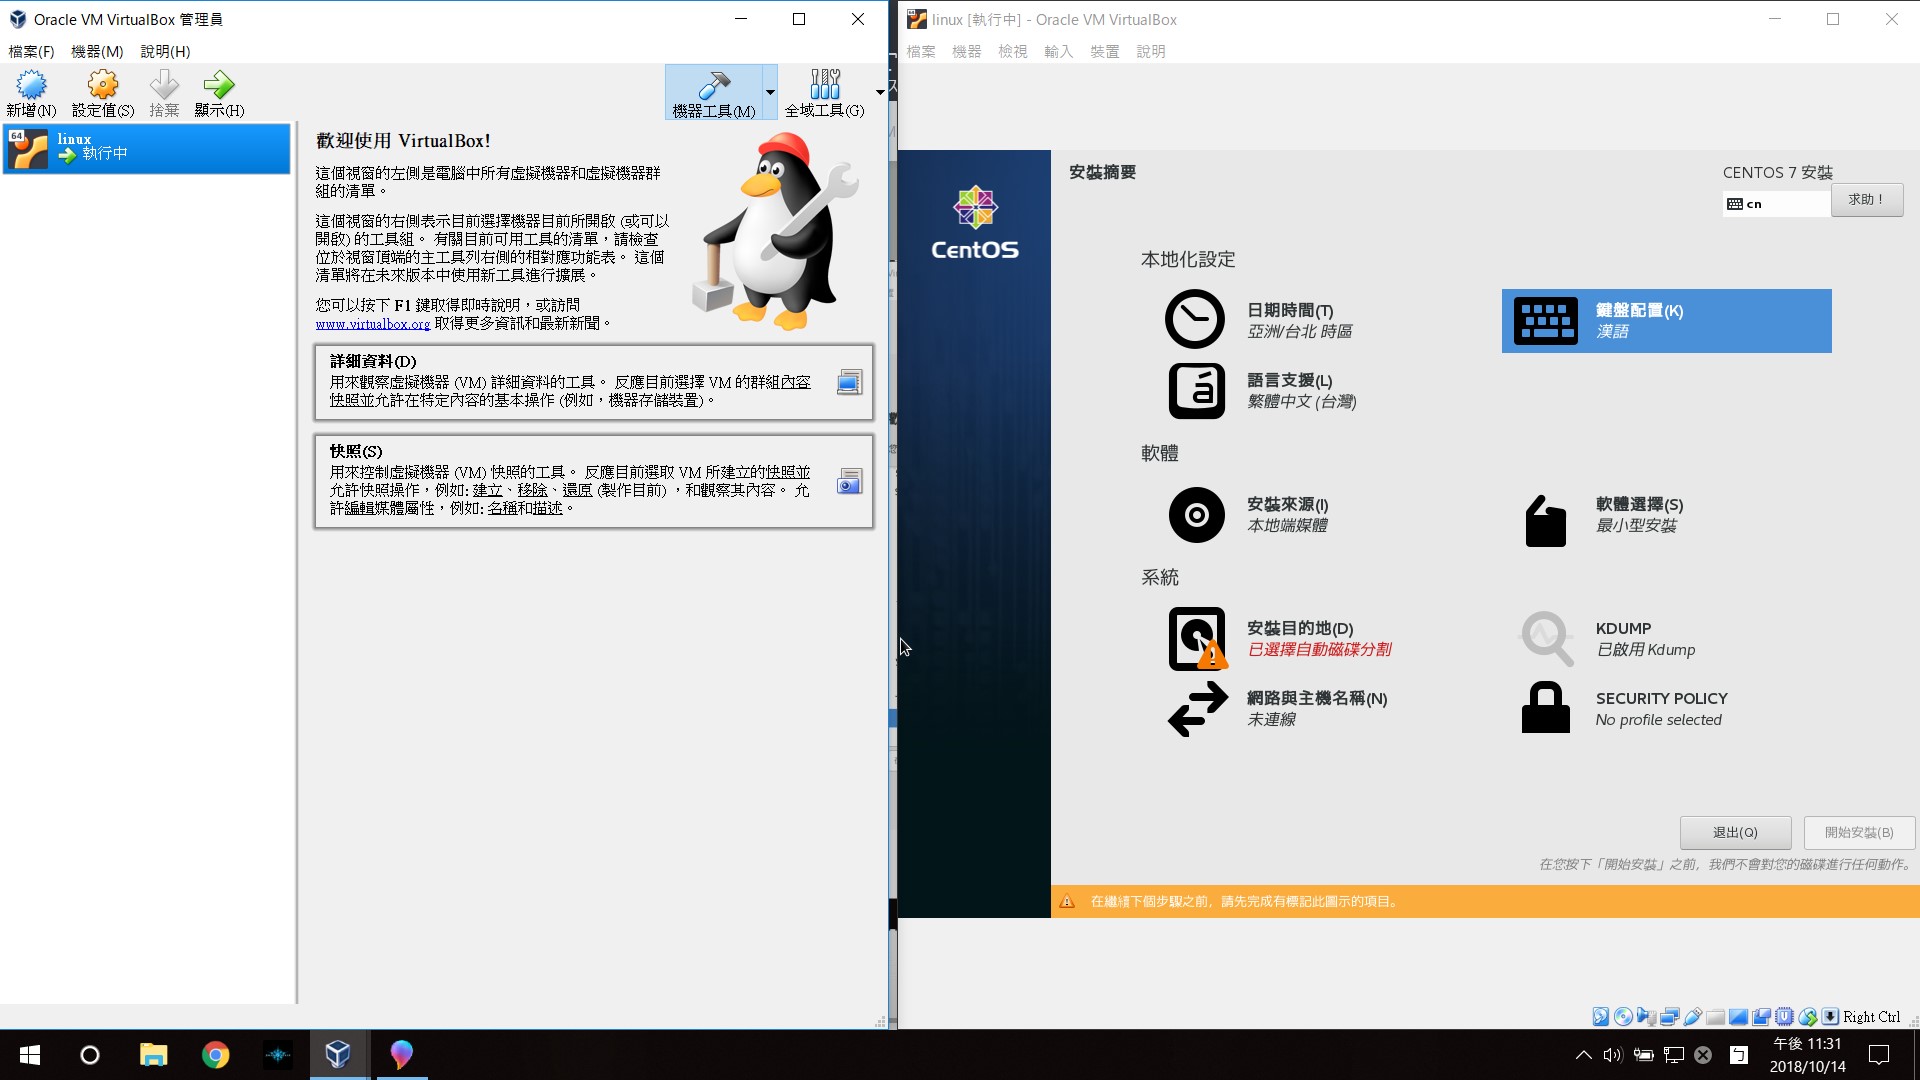 Oracle VM VirtualBox 管理員
檔案(F) 機器(M) 說明(H)
新增(N) 設定值(S) 捨棄 顯示(H) 機器工具(M) 全域工具(G)
64
linux
執行中
歡迎使用 VirtualBox!
這個視窗的左側是電腦中所有虛擬機器和虛擬機器群
組的清單。
這個視窗的右側表示目前選擇機器目前所開啟 (或可以
開啟) 的工具組。 有關目前可用工具的清單，請檢查
位於視窗頂端的主工具列右側的相對應功能表。 這個
清單將在未來版本中使用新工具進行擴展。
您可以按下 F1 鍵取得即時說明，或訪問
www.virtualbox.org 取得更多資訊和最新新聞。
詳細資料(D)
用來觀察虛擬機器 (VM) 詳細資料的工具。 反應目前選擇 VM 的群組內容
快照並允許在特定內容的基本操作 (例如，機器存儲裝置)。
快照(S)
用來控制虛擬機器 (VM) 快照的工具。 反應目前選取 VM 所建立的快照並
允許快照操作，例如: 建立、移除、還原 (製作目前) ，和觀察其內容。 允
許編輯媒體屬性，例如: 名稱和描述。
linux [執行中] - Oracle VM VirtualBox
檔案 機器 檢視 輸入 裝置 說明
CentOS
安裝摘要
CENTOS 7 安裝
cn
求助！
本地化設定
日期時間(T)
亞洲/台北 時區
鍵盤配置(K)
漢語
語言支援(L)
繁體中文 (台灣)
軟體
安裝來源(I)
本地端媒體
軟體選擇(S)
最小型安裝
系統
安裝目的地(D)
已選擇自動磁碟分割
KDUMP
已啟用 Kdump
網路與主機名稱(N)
未連線
SECURITY POLICY
No profile selected
退出(Q) 開始安裝(B)
在您按下「開始安裝」之前，我們不會對您的磁碟進行任何動作。
在繼續下個步驟之前，請先完成有標記此圖示的項目。
Right Ctrl
ㄅ
午後 11:31
2018/10/14